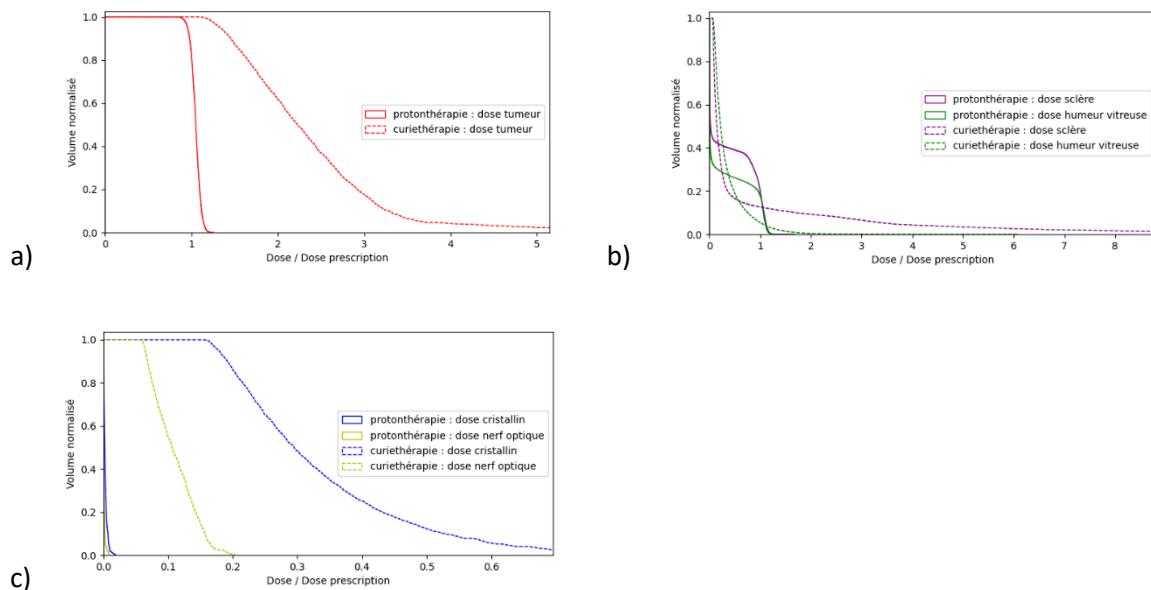 1.0
0.8
0.6
0.4
0.2
0.0
Volume normalisé
protonthérapie : dose tumeur
curiethérapie : dose tumeur
0 1 2 3 4 5
Dose / Dose prescription
a)
1.0
0.8
0.6
0.4
0.2
0.0
Volume normalisé
protonthérapie : dose sclère
protonthérapie : dose humeur vitreuse
curiethérapie : dose sclère
curiethérapie : dose humeur vitreuse
0 1 2 3 4 5 6 7 8
Dose / Dose prescription
b)
1.0
0.8
0.6
0.4
0.2
0.0
Volume normalisé
protonthérapie : dose cristallin
protonthérapie : dose nerf optique
curiethérapie : dose cristallin
curiethérapie : dose nerf optique
0.0 0.1 0.2 0.3 0.4 0.5 0.6
Dose / Dose prescription
c)